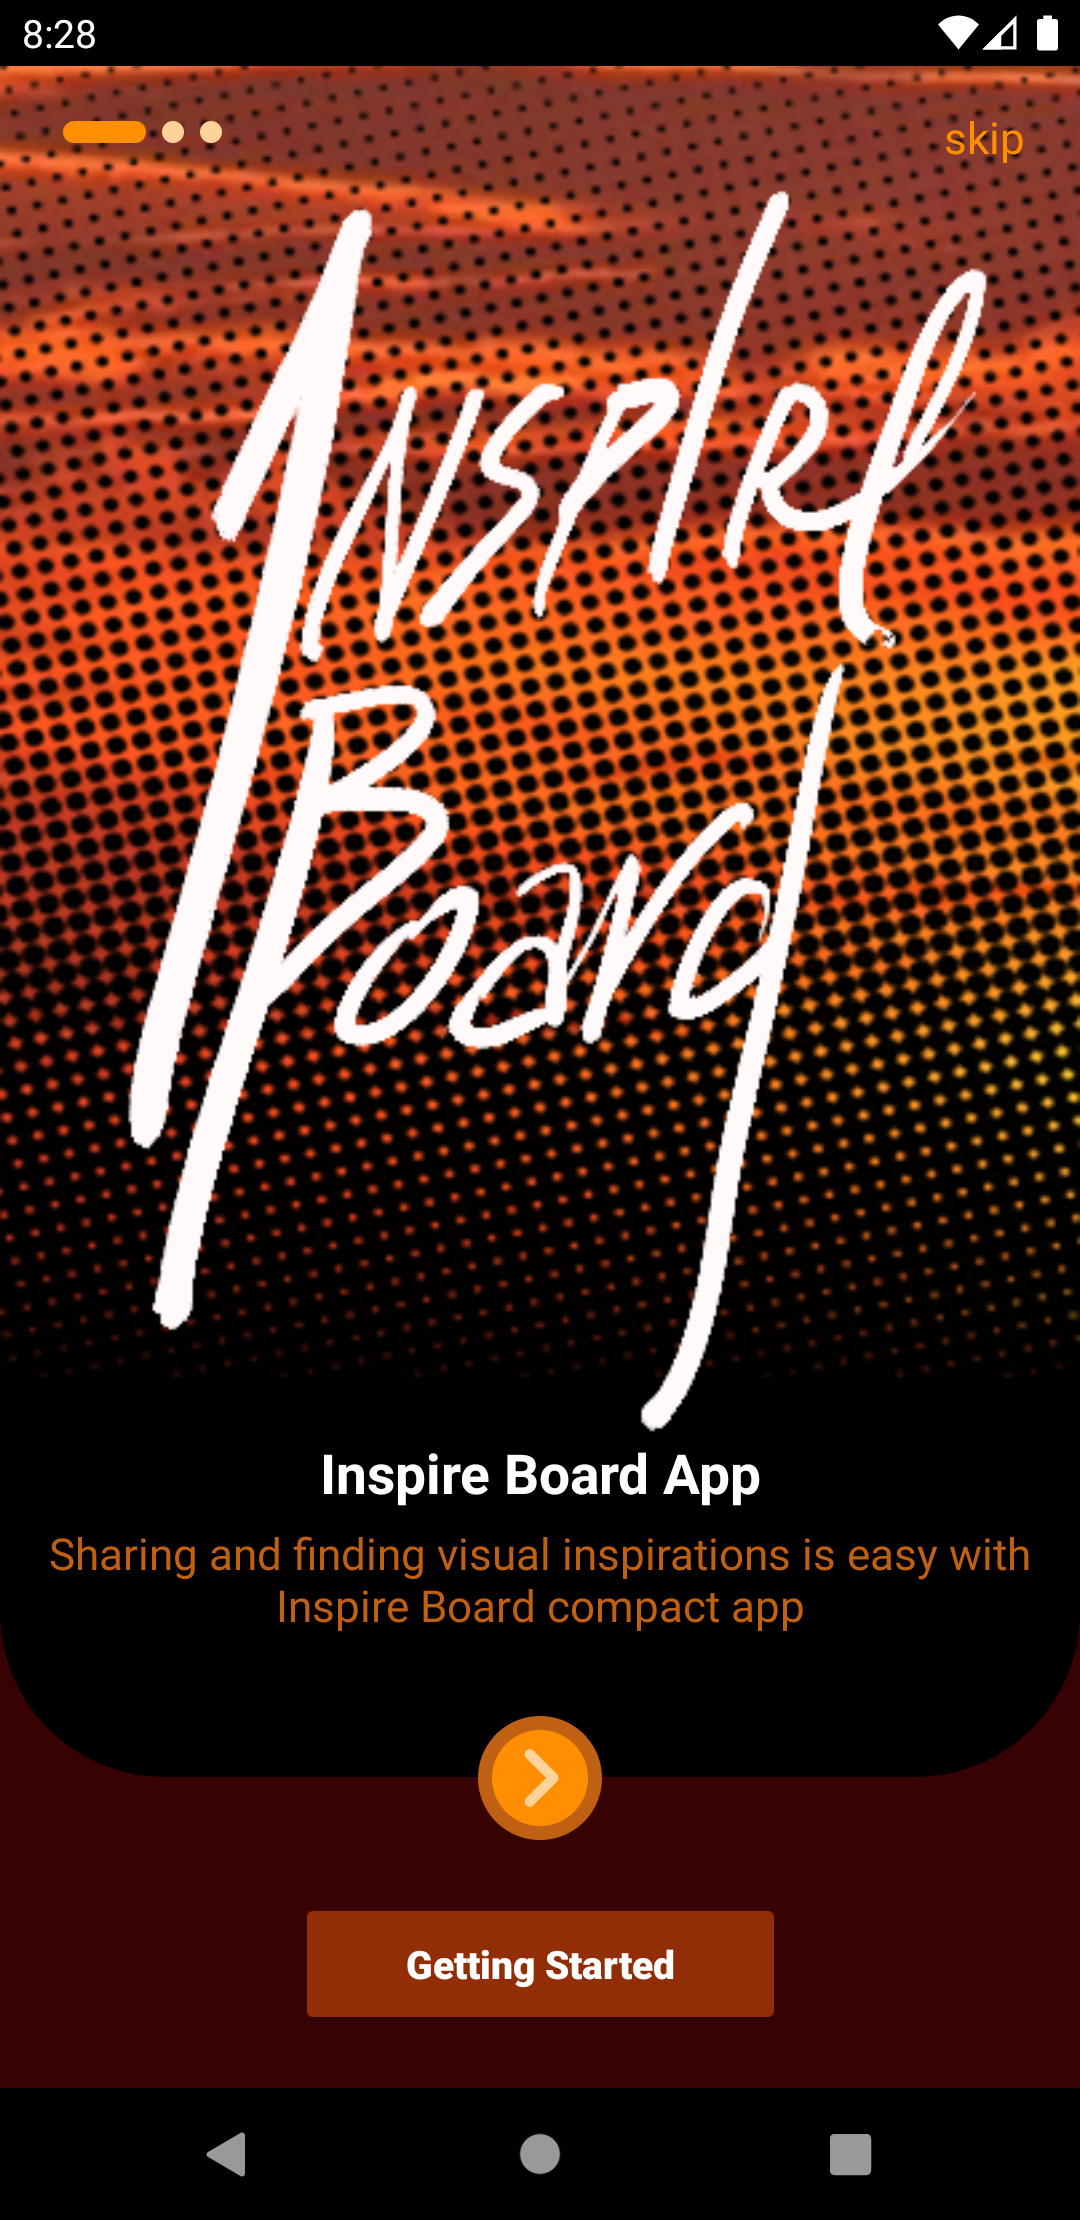 8:28
skip
Inspire
Board
Inspire Board App
Sharing and finding visual inspirations is easy with
Inspire Board compact app
Getting Started